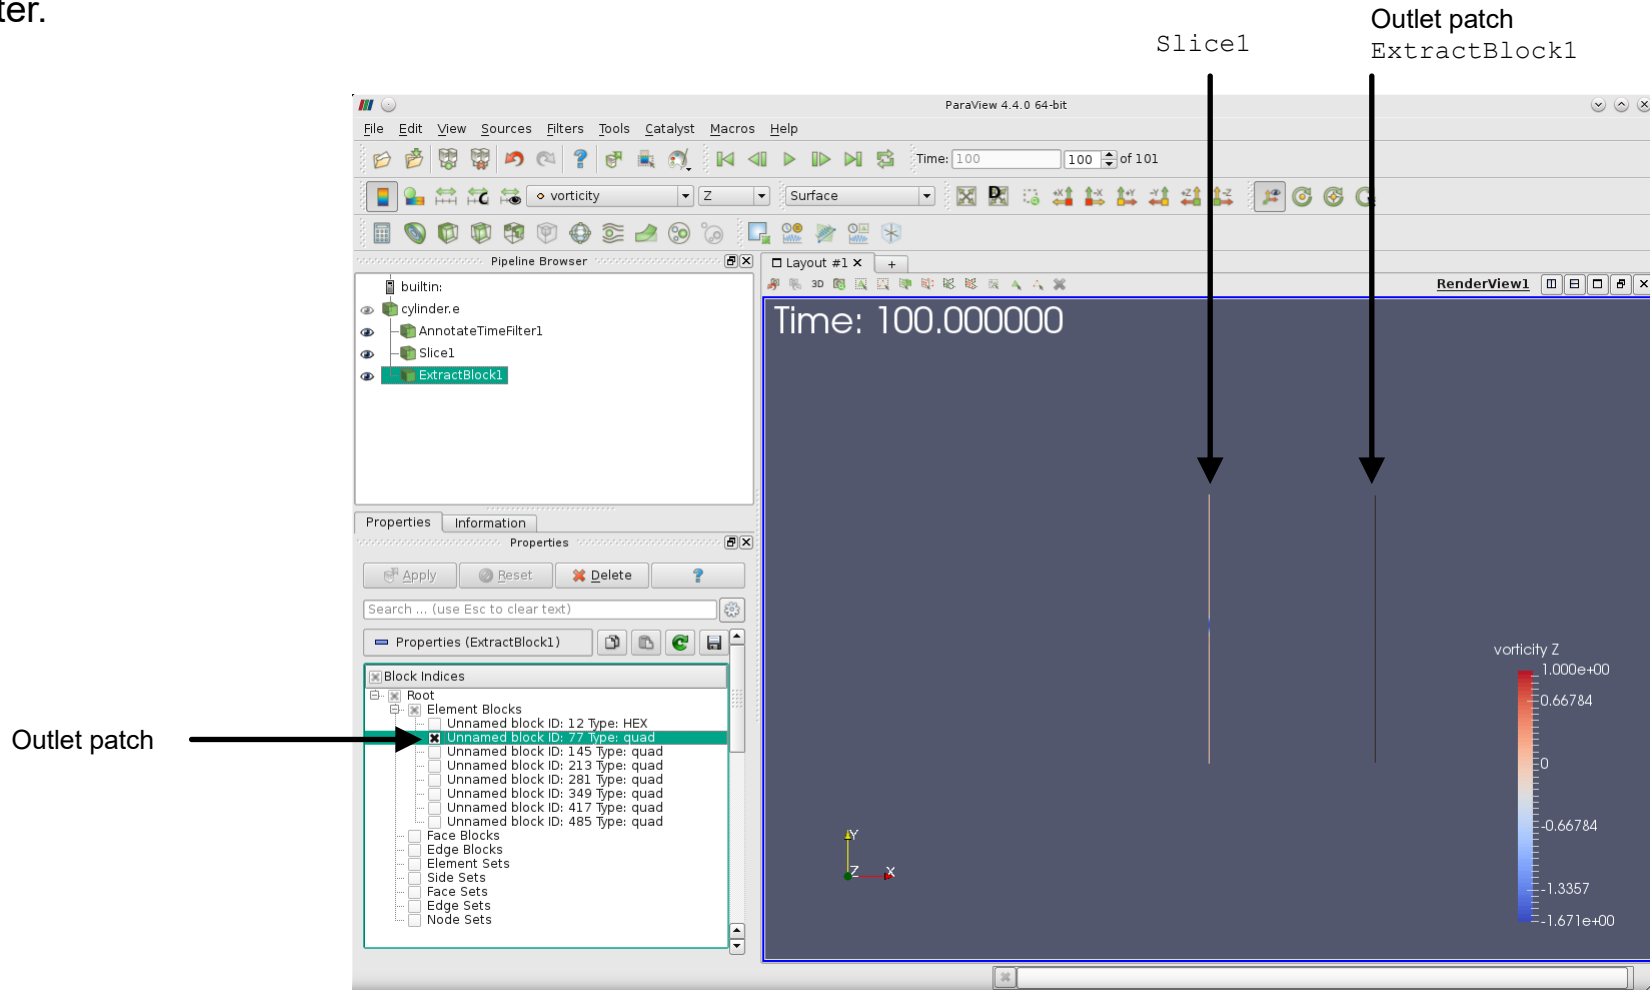 ter.
Outlet patch
Slice1
ExtractBlock1
ParaView 4.4.0 64-bit
File Edit View Sources Filters Tools Catalyst Macros Help
Time: 100 100 of 101
vorticity Z Surface
Pipeline Browser
Layout #1
builtin:
3D
RenderView1
cylinder.e
Time: 100.000000
AnnotateTimeFilter1
Slice1
ExtractBlock1
Properties Information
Properties
Apply Reset Delete ?
Search ... (use Esc to clear text)
Properties (ExtractBlock1)
vorticity Z
Block Indices
1.000e+00
Root
0.66784
Element Blocks
Unnamed block ID: 12 Type: HEX
Outlet patch
Unnamed block ID: 77 Type: quad
Unnamed block ID: 145 Type: quad
0
Unnamed block ID: 213 Type: quad
Unnamed block ID: 281 Type: quad
Unnamed block ID: 349 Type: quad
Unnamed block ID: 417 Type: quad
Unnamed block ID: 485 Type: quad
-0.66784
Face Blocks
Y
Edge Blocks
Element Sets
Z X
Side Sets
Face Sets
-1.3357
Edge Sets
Node Sets
-1.671e+00